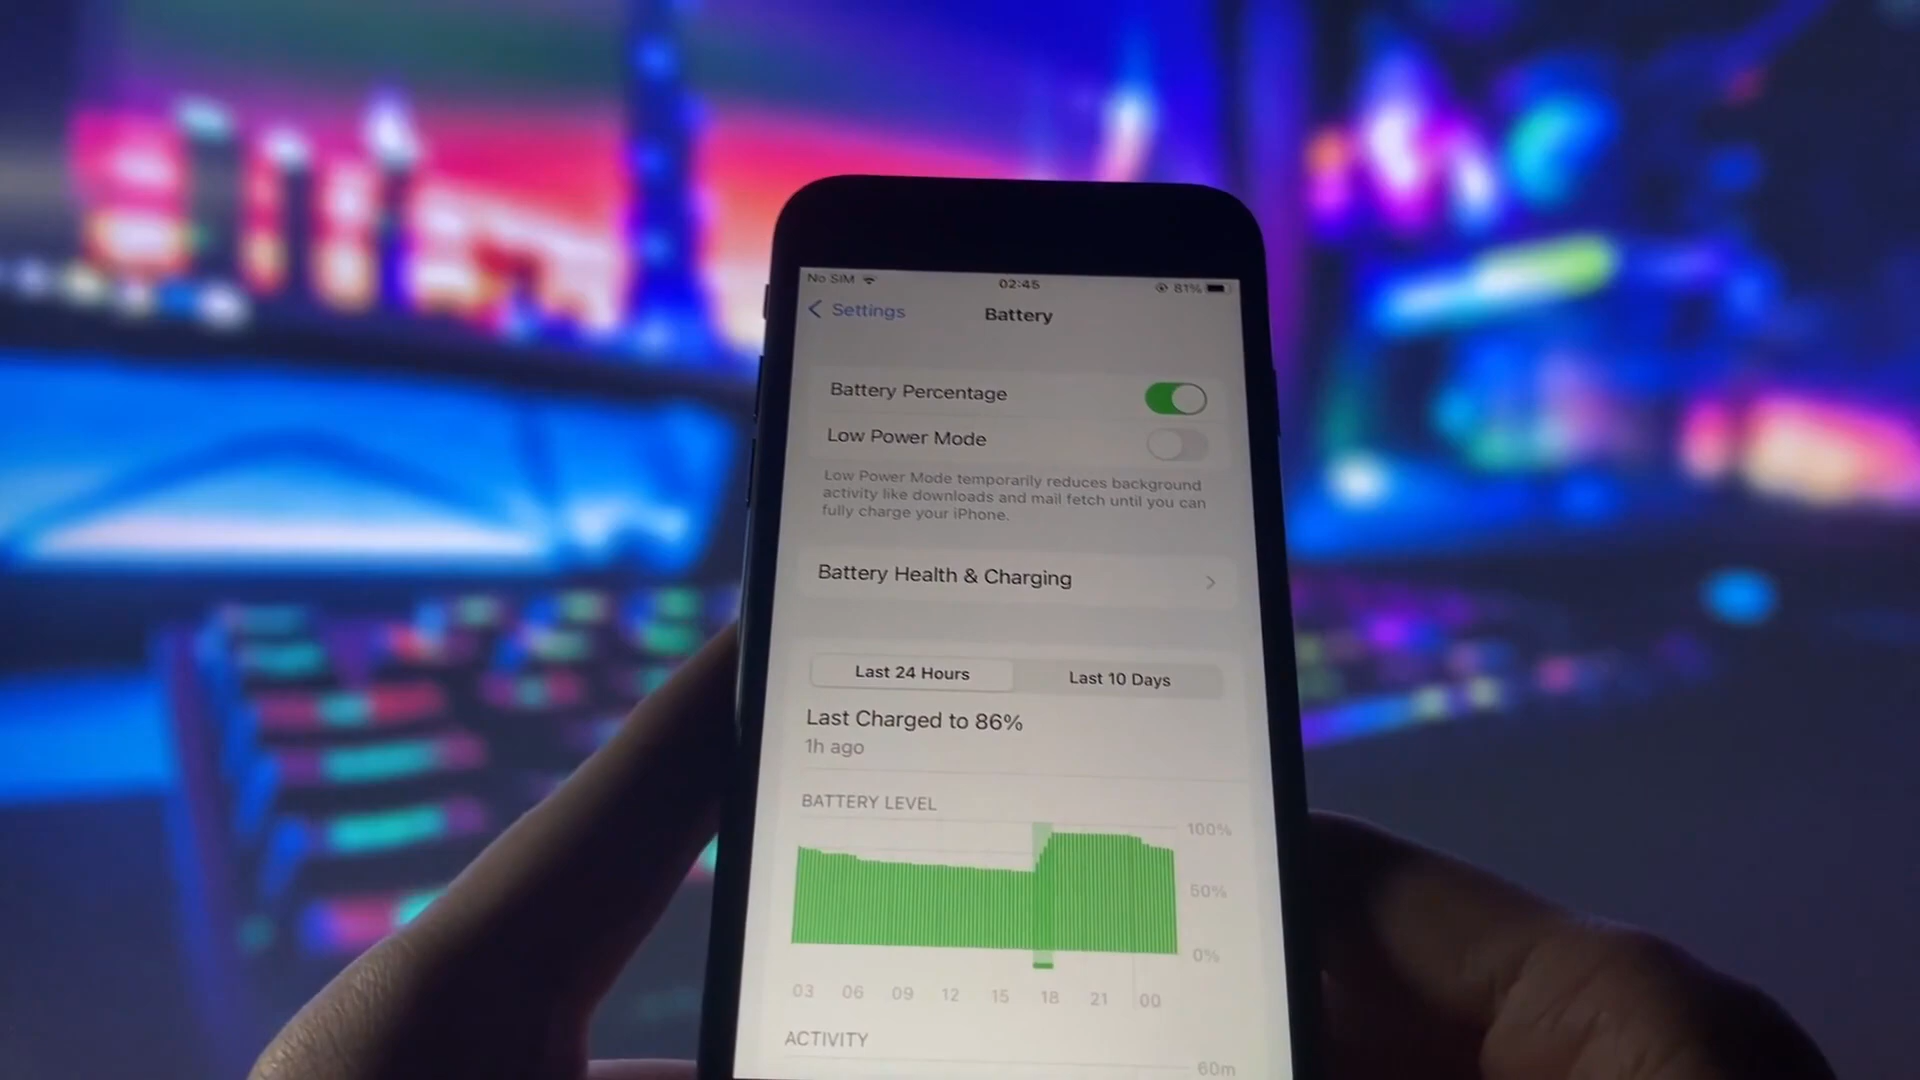 No SIM 02:45 81%
Settings Battery
Battery Percentage
Low Power Mode
Low Power Mode temporarily reduces background
activity like downloads and mail fetch until you can
fully charge your iPhone.
Battery Health & Charging
Last 24 Hours Last 10 Days
Last Charged to 86%
1h ago
BATTERY LEVEL
100%
50%
0%
03 06 09 12 15 18 21 00
ACTIVITY
60m